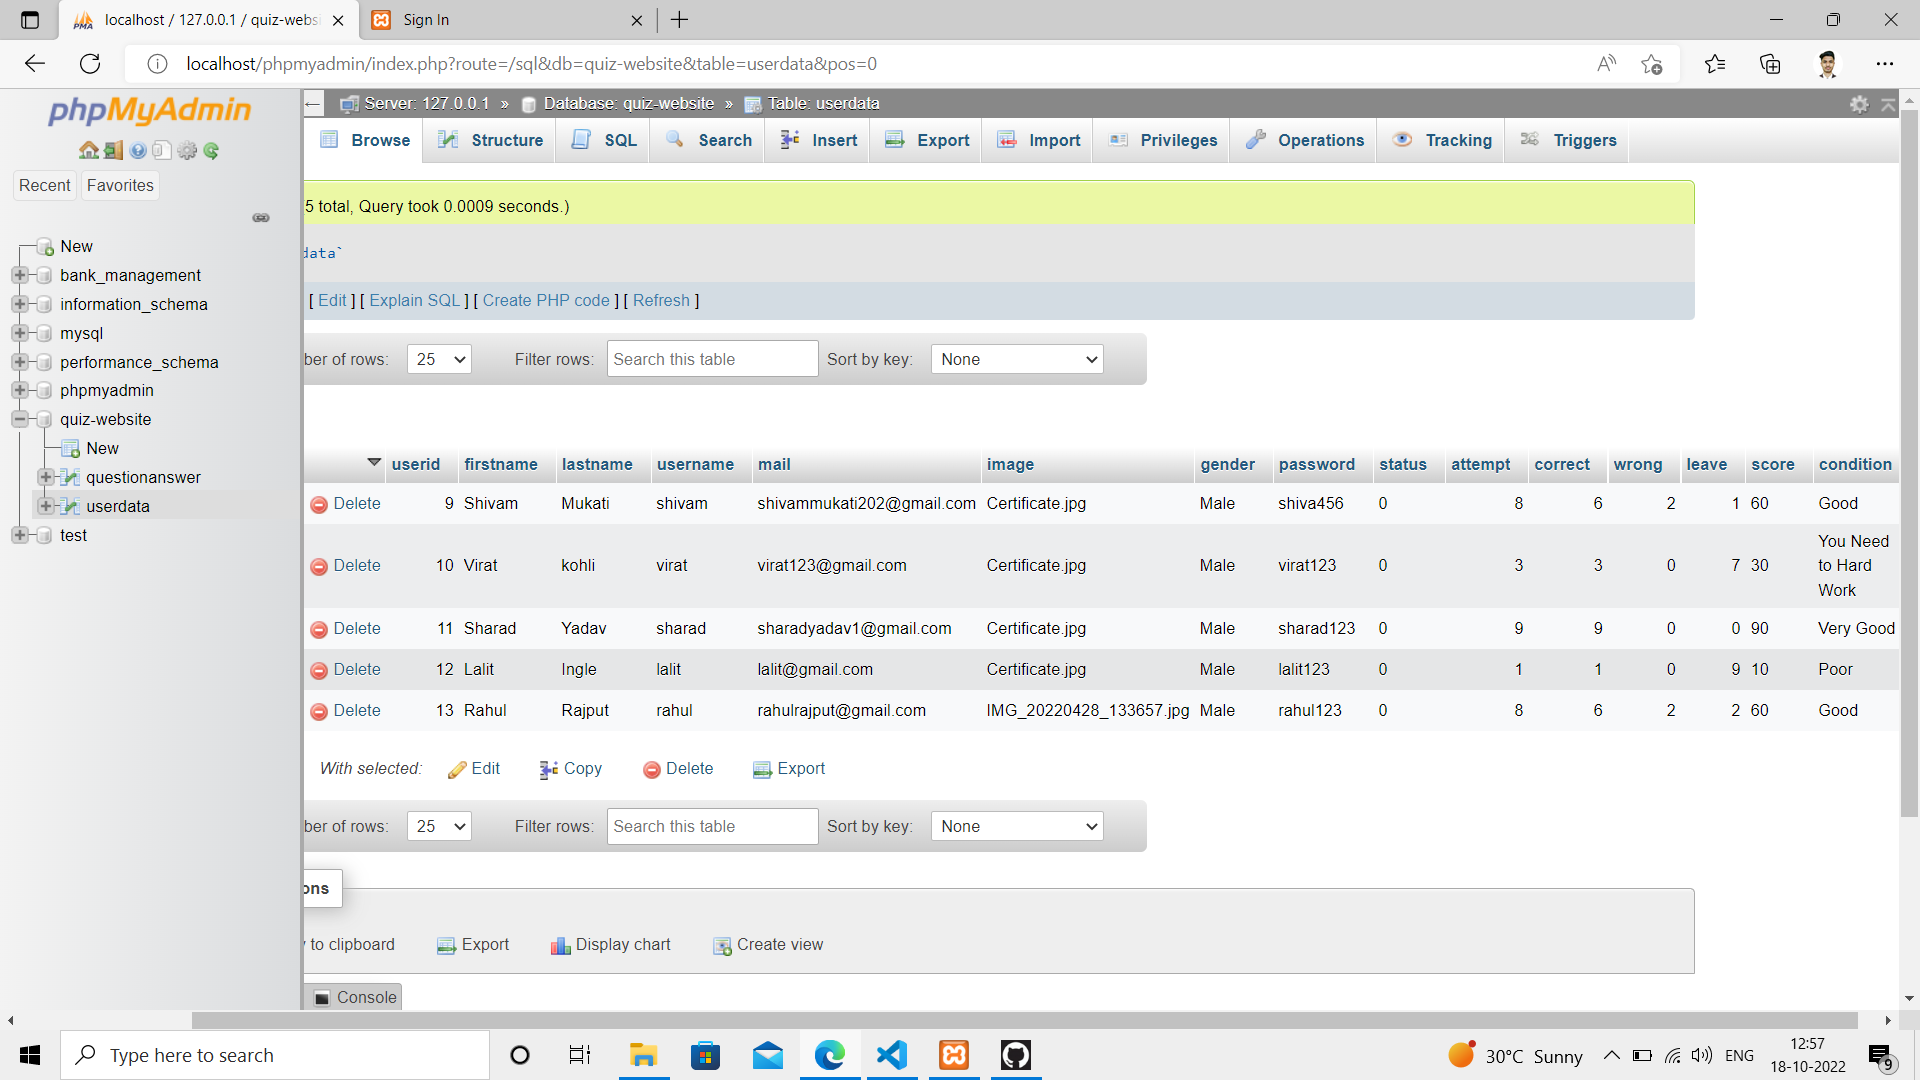 localhost / 127.0.0.1 / quiz-webs
Sign In
localhost/phpmyadmin/index.php?route=/sql&db=quiz-website&table=userdata&pos=0
phpMyAdmin
Recent Favorites
New
bank_management
information_schema
mysql
performance_schema
phpmyadmin
quiz-website
New
questionanswer
userdata
test
Server: 127.0.0.1 » Database: quiz-website » Table: userdata
Browse Structure SQL Search Insert Export Import Privileges Operations Tracking Triggers
5 total, Query took 0.0009 seconds.)
data`
[ Edit ] [ Explain SQL ] [ Create PHP code ] [ Refresh ]
ber of rows: 25 Filter rows: Search this table Sort by key: None
userid firstname lastname username mail image gender password status attempt correct wrong leave score condition
Delete 9 Shivam Mukati shivam shivammukati202@gmail.com Certificate.jpg Male shiva456 0 8 6 2 1 60 Good
Delete 10 Virat kohli virat virat123@gmail.com Certificate.jpg Male virat123 0 3 3 0 7 30 You Need
to Hard
Work
Delete 11 Sharad Yadav sharad sharadyadav1@gmail.com Certificate.jpg Male sharad123 0 9 9 0 0 90 Very Good
Delete 12 Lalit Ingle lalit lalit@gmail.com Certificate.jpg Male lalit123 0 1 1 0 9 10 Poor
Delete 13 Rahul Rajput rahul rahulrajput@gmail.com IMG_20220428_133657.jpg Male rahul123 0 8 6 2 2 60 Good
With selected: Edit Copy Delete Export
ber of rows: 25 Filter rows: Search this table Sort by key: None
ons
to clipboard Export Display chart Create view
Console
Type here to search
30°C Sunny
ENG
12:57
18-10-2022
9